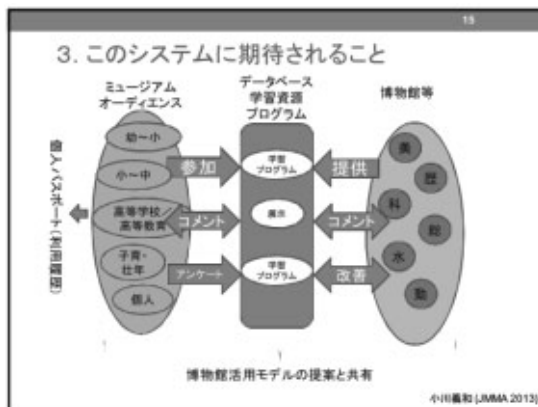 15
3. このシステムに期待されること
ミュージアム
オーディエンス
データベース
学習資源
プログラム
博物館等
幼~小
小~中
高等学校/
高等教育
子育・
壮年
個人
個人パスポート(利用履歴)
参加
コメント
アンケート
学習
プログラム
展示
学習
プログラム
提供
コメント
改善
美
歴
科
総
水
動
博物館活用モデルの提案と共有
小川義和(JMMA 2013)